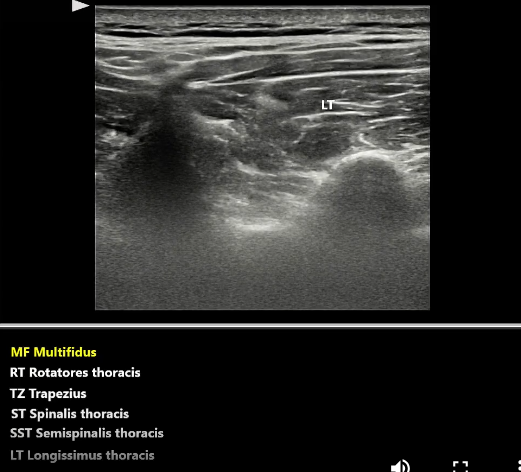 LT
MF Multifidus
RT Rotatores thoracis
TZ Trapezius
ST Spinalis thoracis
SST Semispinalis thoracis
LT Longissimus thoracis